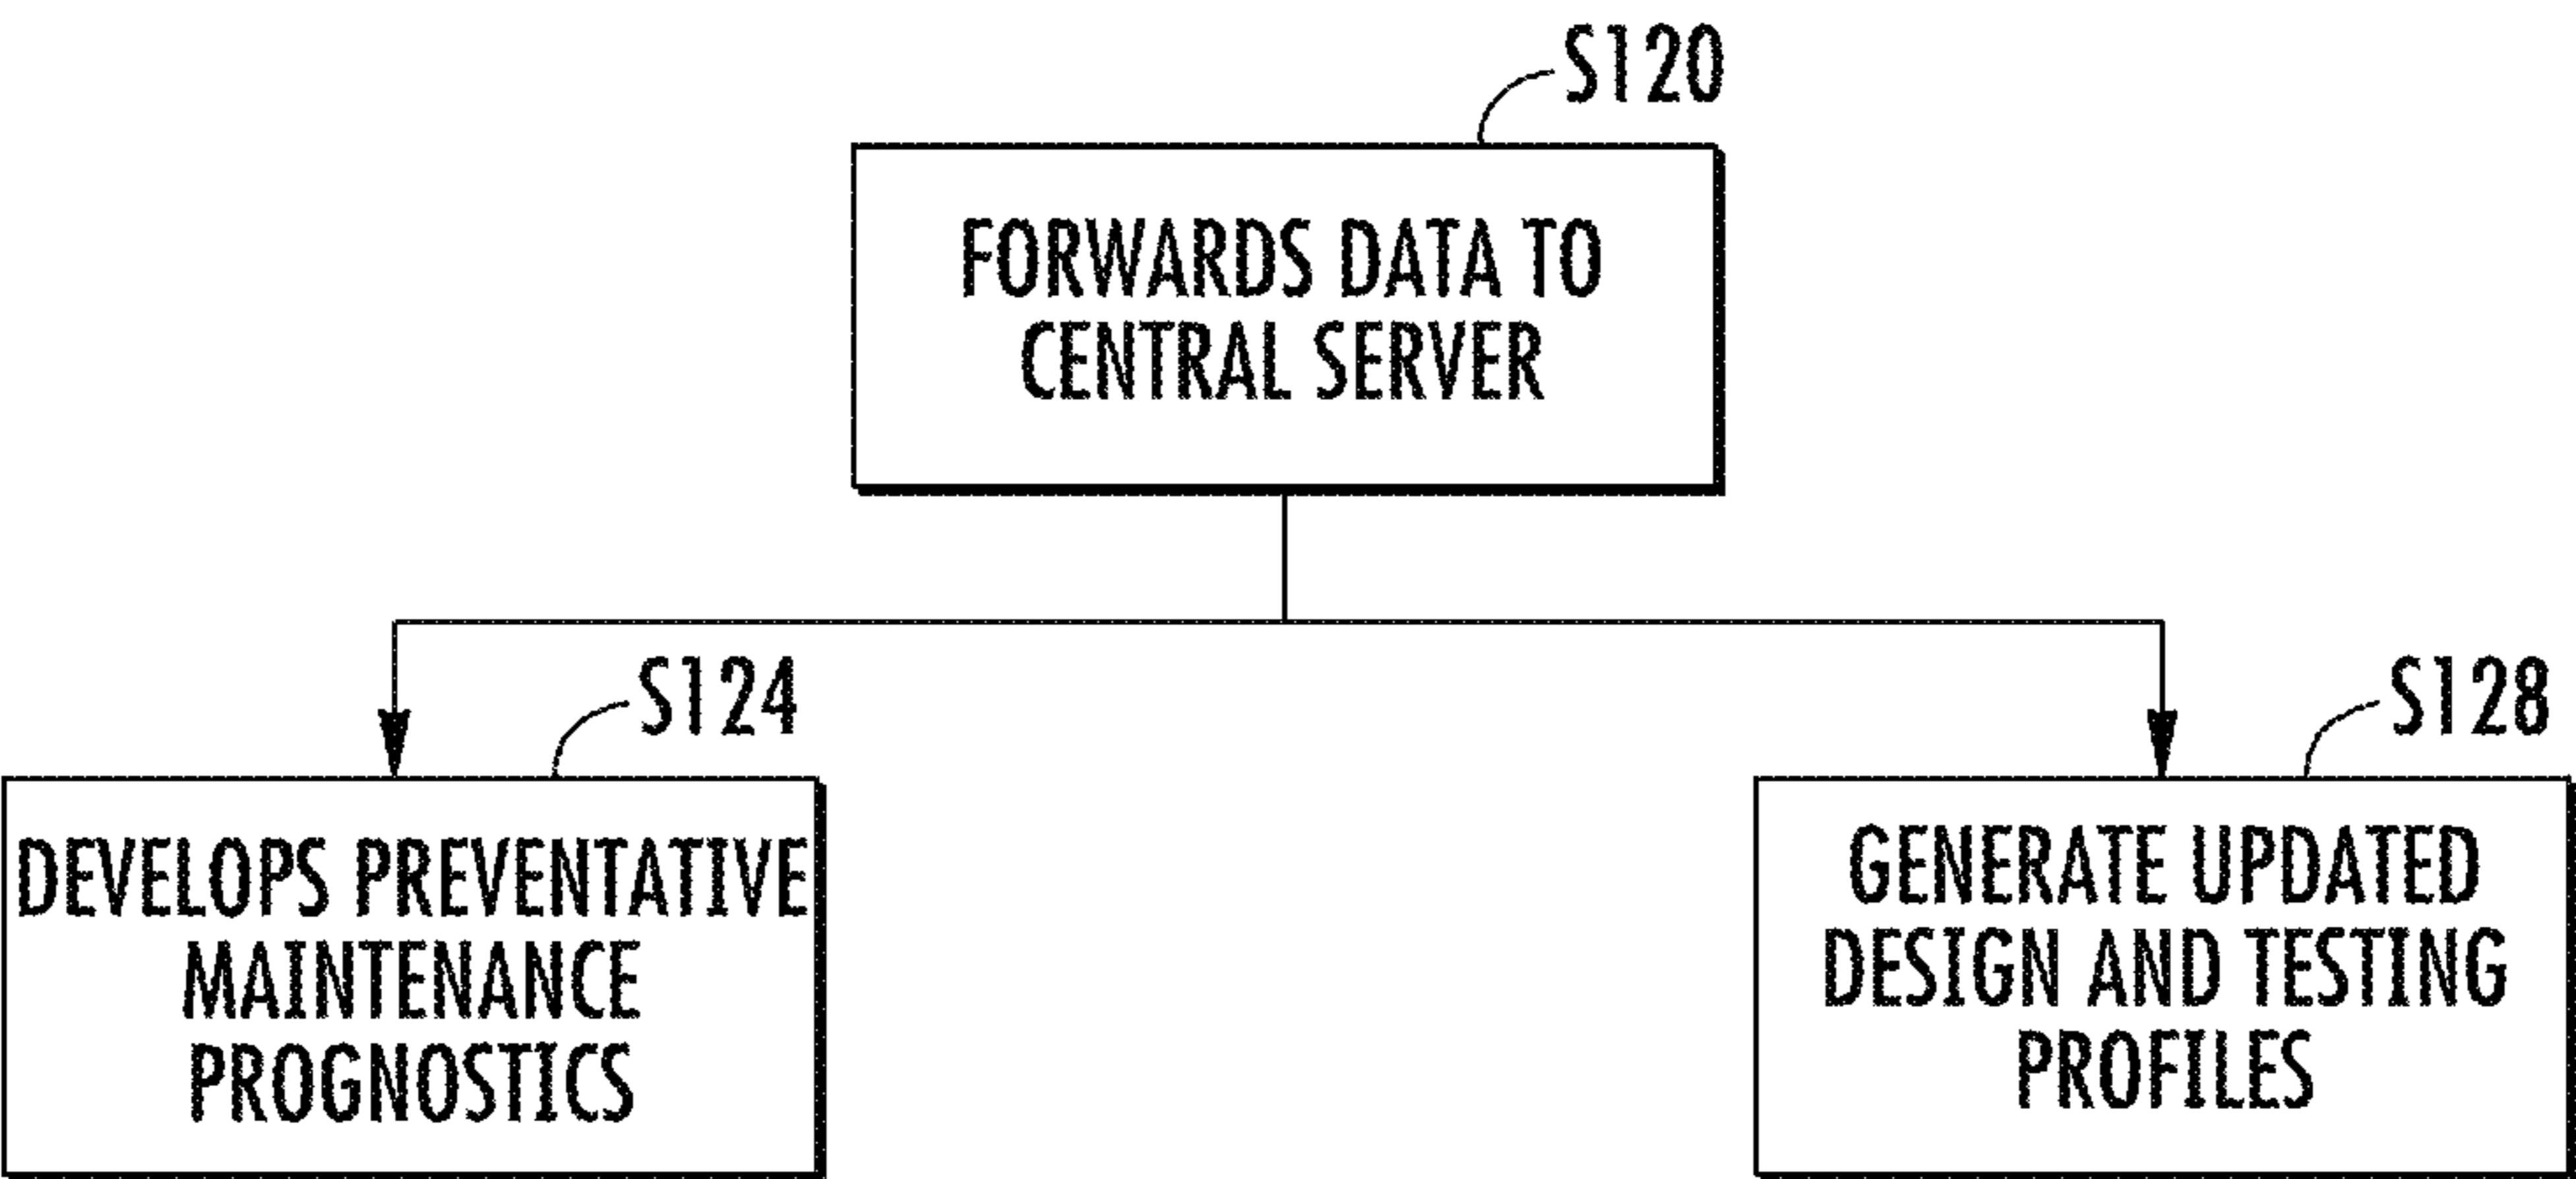 S120
FORWARDS DATA TO
CENTRAL SERVER
S124
DEVELOPS PREVENTATIVE
MAINTENANCE
PROGNOSTICS
S128
GENERATE UPDATED
DESIGN AND TESTING
PROFILES